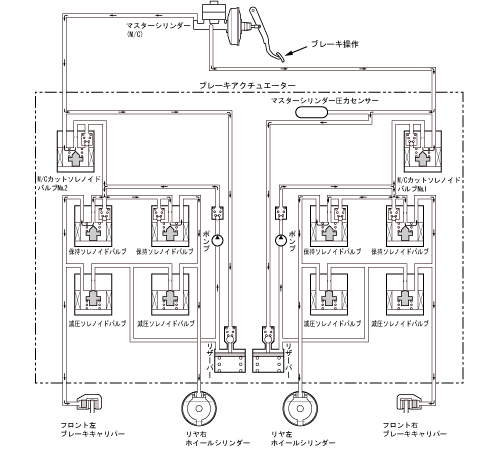 マスターシリンダー
(M/C)
ブレーキ操作
ブレーキアクチュエーター
マスターシリンダー圧力センサー
M/Cカットソレノイド
バルブNo.2
M/Cカットソレノイド
バルブNo.1
保持ソレノイドバルブ
保持ソレノイドバルブ
ポンプ
ポンプ
保持ソレノイドバルブ
保持ソレノイドバルブ
減圧ソレノイドバルブ
減圧ソレノイドバルブ
リザーバー
リザーバー
減圧ソレノイドバルブ
減圧ソレノイドバルブ
フロント左
ブレーキキャリパー
リヤ右
ホイールシリンダー
リヤ左
ホイールシリンダー
フロント右
ブレーキキャリパー